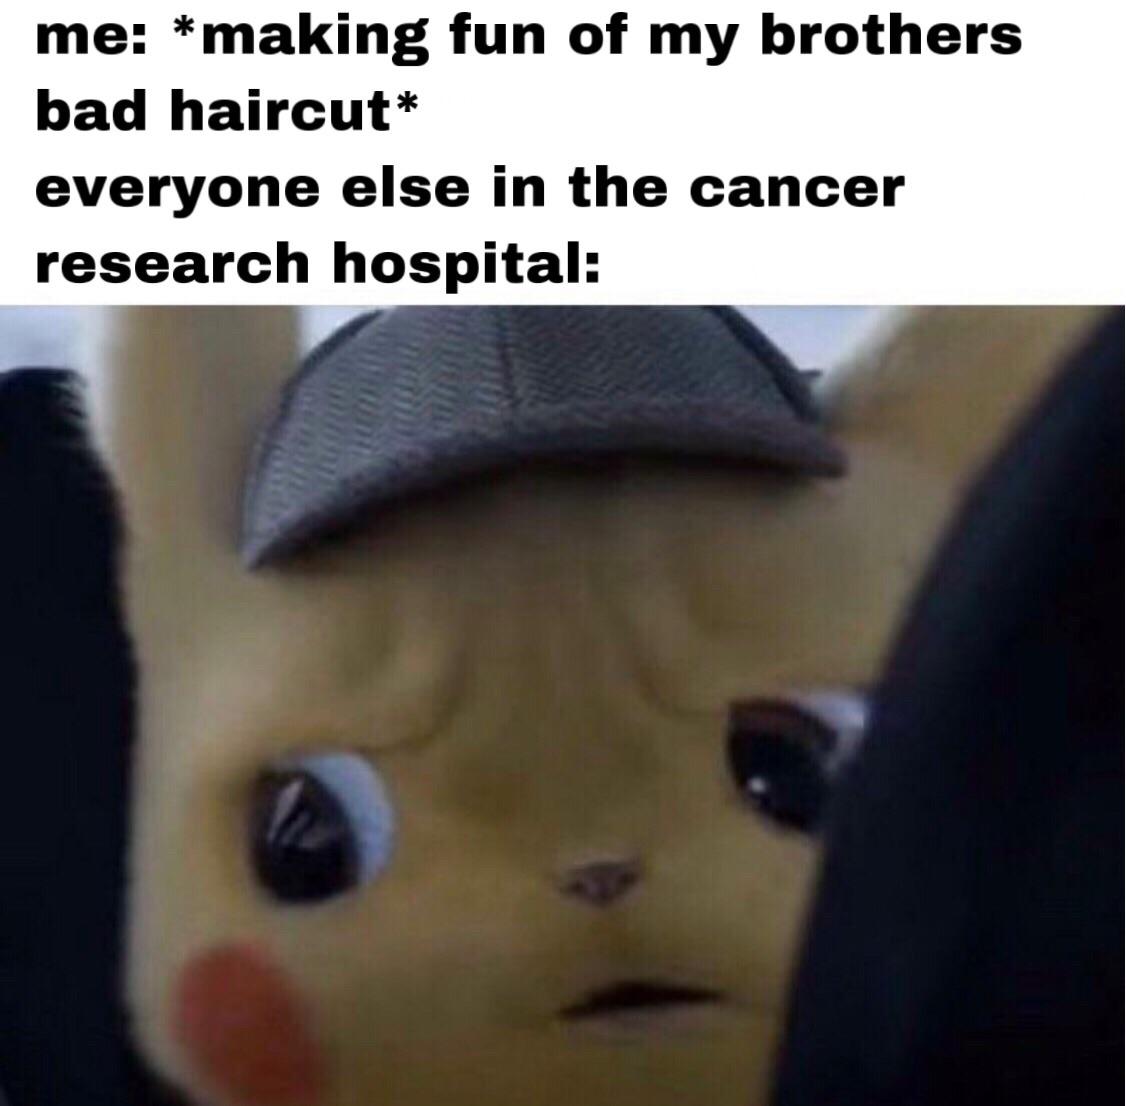 me: *making fun of my brothers
bad haircut*
everyone else in the cancer
research hospital: